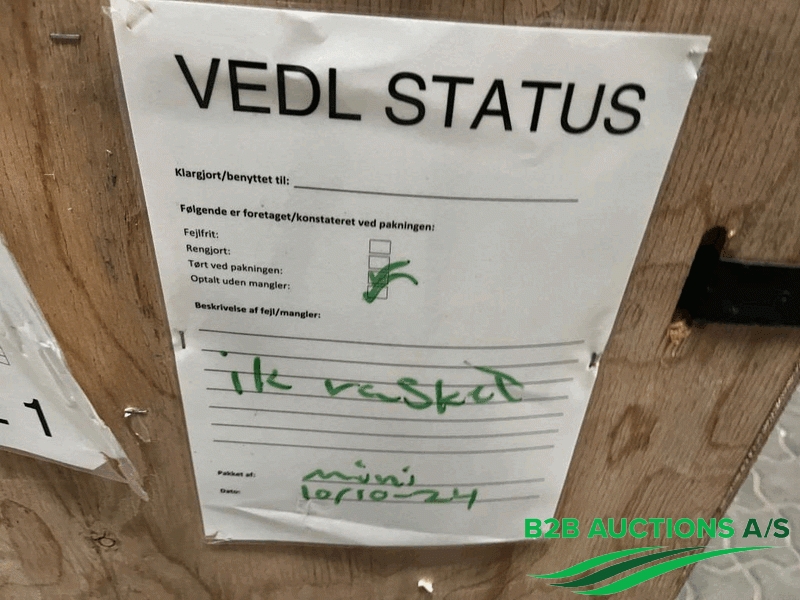 VEDL STATUS
Klargjort/benyttet til:
Følgende er foretaget/konstateret ved pakningen:
Fejlfrit:
Rengjort:
Tørt ved pakningen:
Optalt uden mangler:
Beskrivelse af fejl/mangler:
ik vasket
Pakket af: mini
Dato: 10/10-24
- 1
B2B AUCTIONS A/S